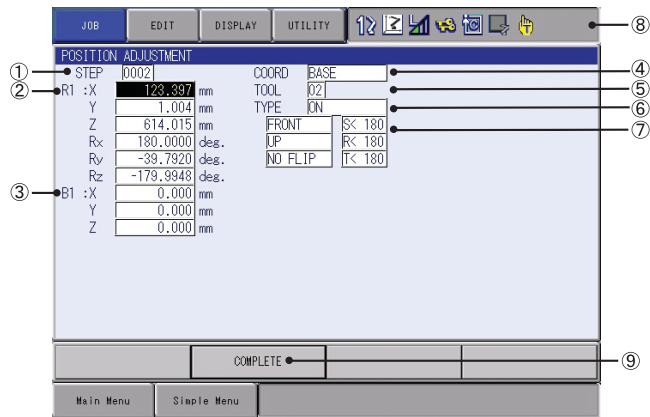 JOB EDIT DISPLAY UTILITY ⑧
POSITION ADJUSTMENT
① STEP 0002 COORD BASE ④
② R1 :X 123.397 mm TOOL 02 ⑤
Y 1.004 mm TYPE ON ⑥
Z 614.015 mm FRONT S< 180 ⑦
Rx 180.0000 deg. UP R< 180
Ry -39.7920 deg. NO FLIP T< 180
Rz -179.9948 deg.
③ B1 :X 0.000 mm
Y 0.000 mm
Z 0.000 mm
COMPLETE ⑨
Main Menu Simple Menu